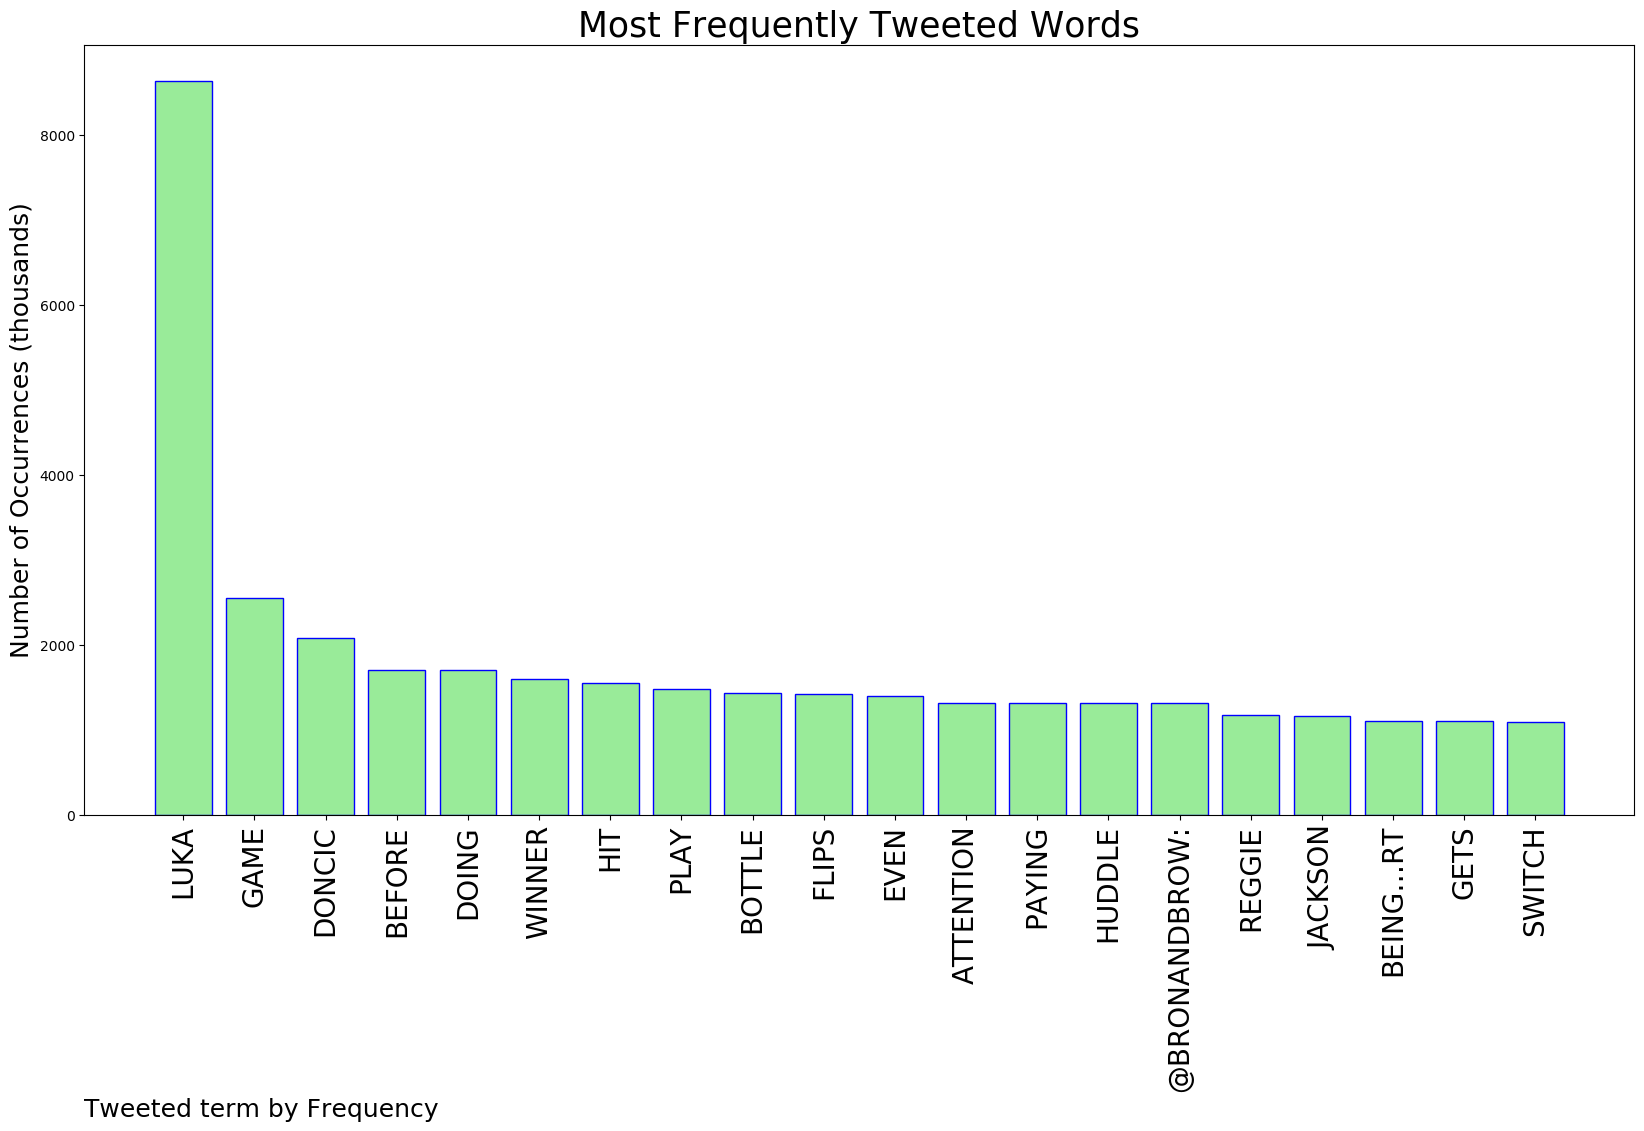 Most Frequently Tweeted Words
Number of Occurrences (thousands)
8000
6000
4000
2000
0
LUKA
GAME
DONCIC
BEFORE
DOING
WINNER
HIT
PLAY
BOTTLE
FLIPS
EVEN
ATTENTION
PAYING
HUDDLE
@BRONANDBROW:
REGGIE
JACKSON
BEING...RT
GETS
SWITCH
Tweeted term by Frequency